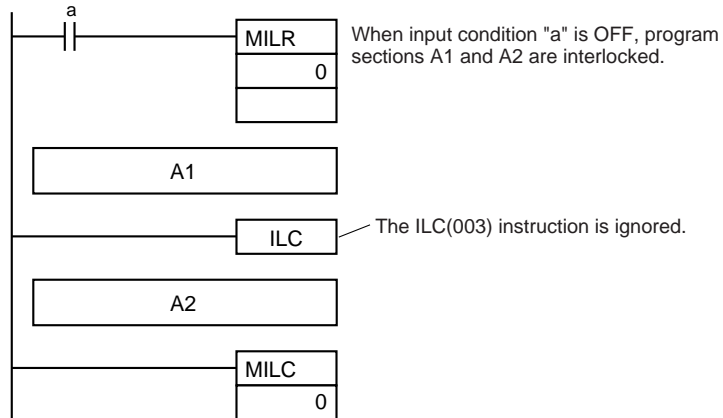 a
MILR
When input condition "a" is OFF, program
sections A1 and A2 are interlocked.
0
A1
ILC
The ILC(003) instruction is ignored.
A2
MILC
0